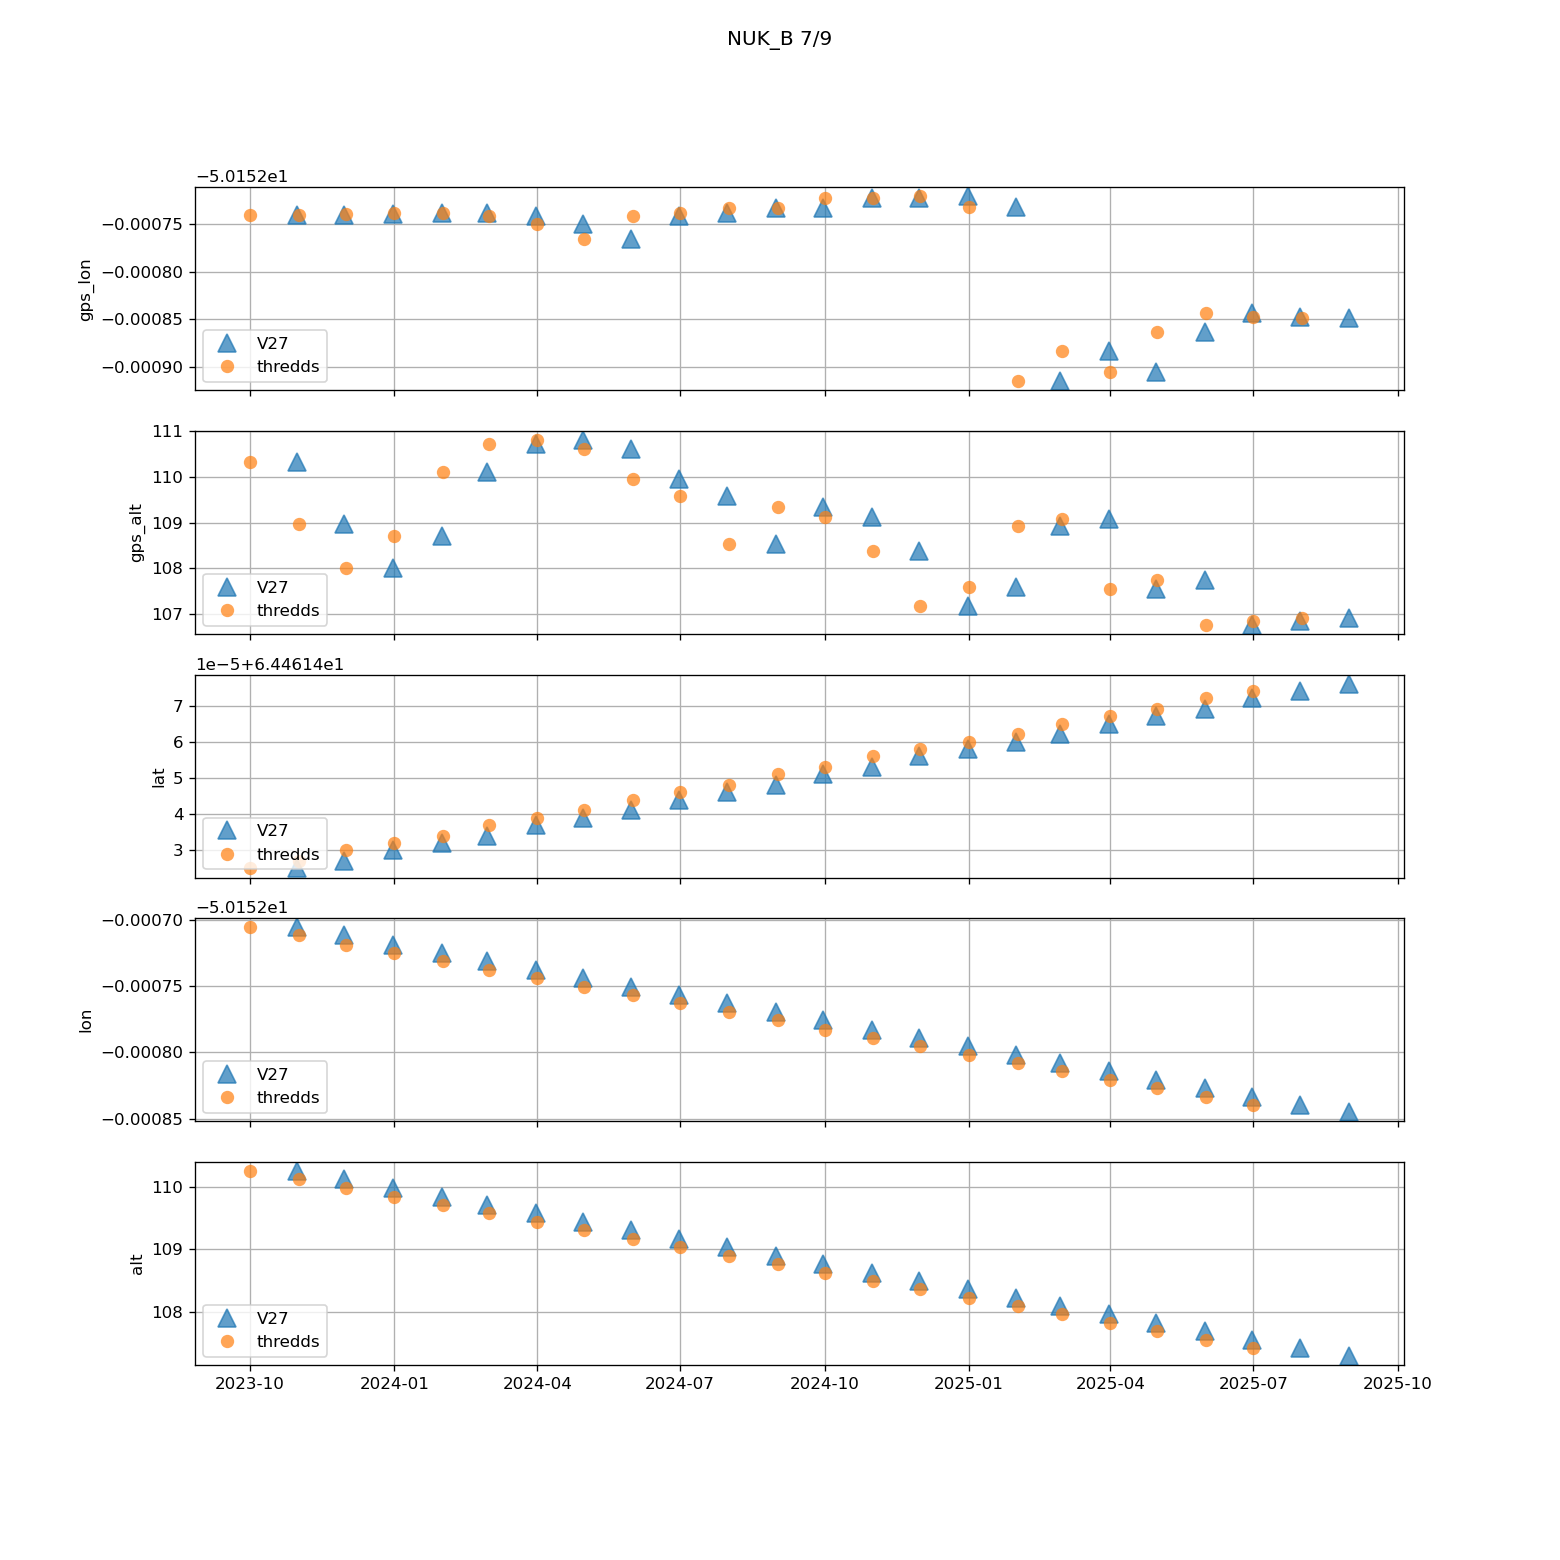 NUK_B 7/9
−5.0152e1
−0.00075
−0.00080
−0.00085
−0.00090
gps_lon
V27
thredds
111
110
109
108
107
gps_alt
V27
thredds
1e−5+6.44614e1
7
6
5
4
3
lat
V27
thredds
−5.0152e1
−0.00070
−0.00075
−0.00080
−0.00085
lon
V27
thredds
110
109
108
alt
V27
thredds
2023-10 2024-01 2024-04 2024-07 2024-10 2025-01 2025-04 2025-07 2025-10